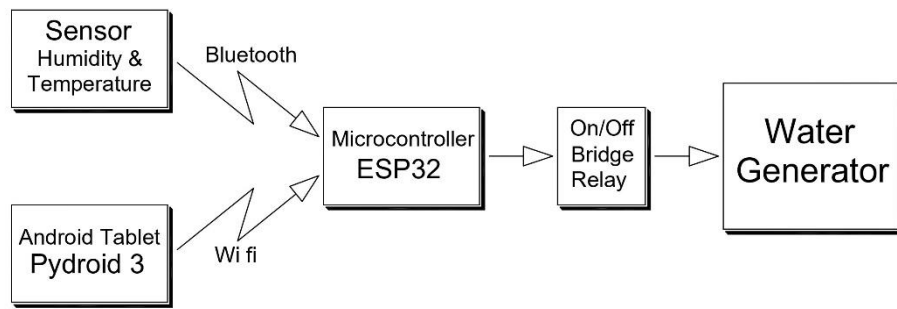 Sensor
Humidity &
Temperature
Bluetooth
Microcontroller
ESP32
On/Off
Bridge
Relay
Water
Generator
Android Tablet
Pydroid 3
Wi fi